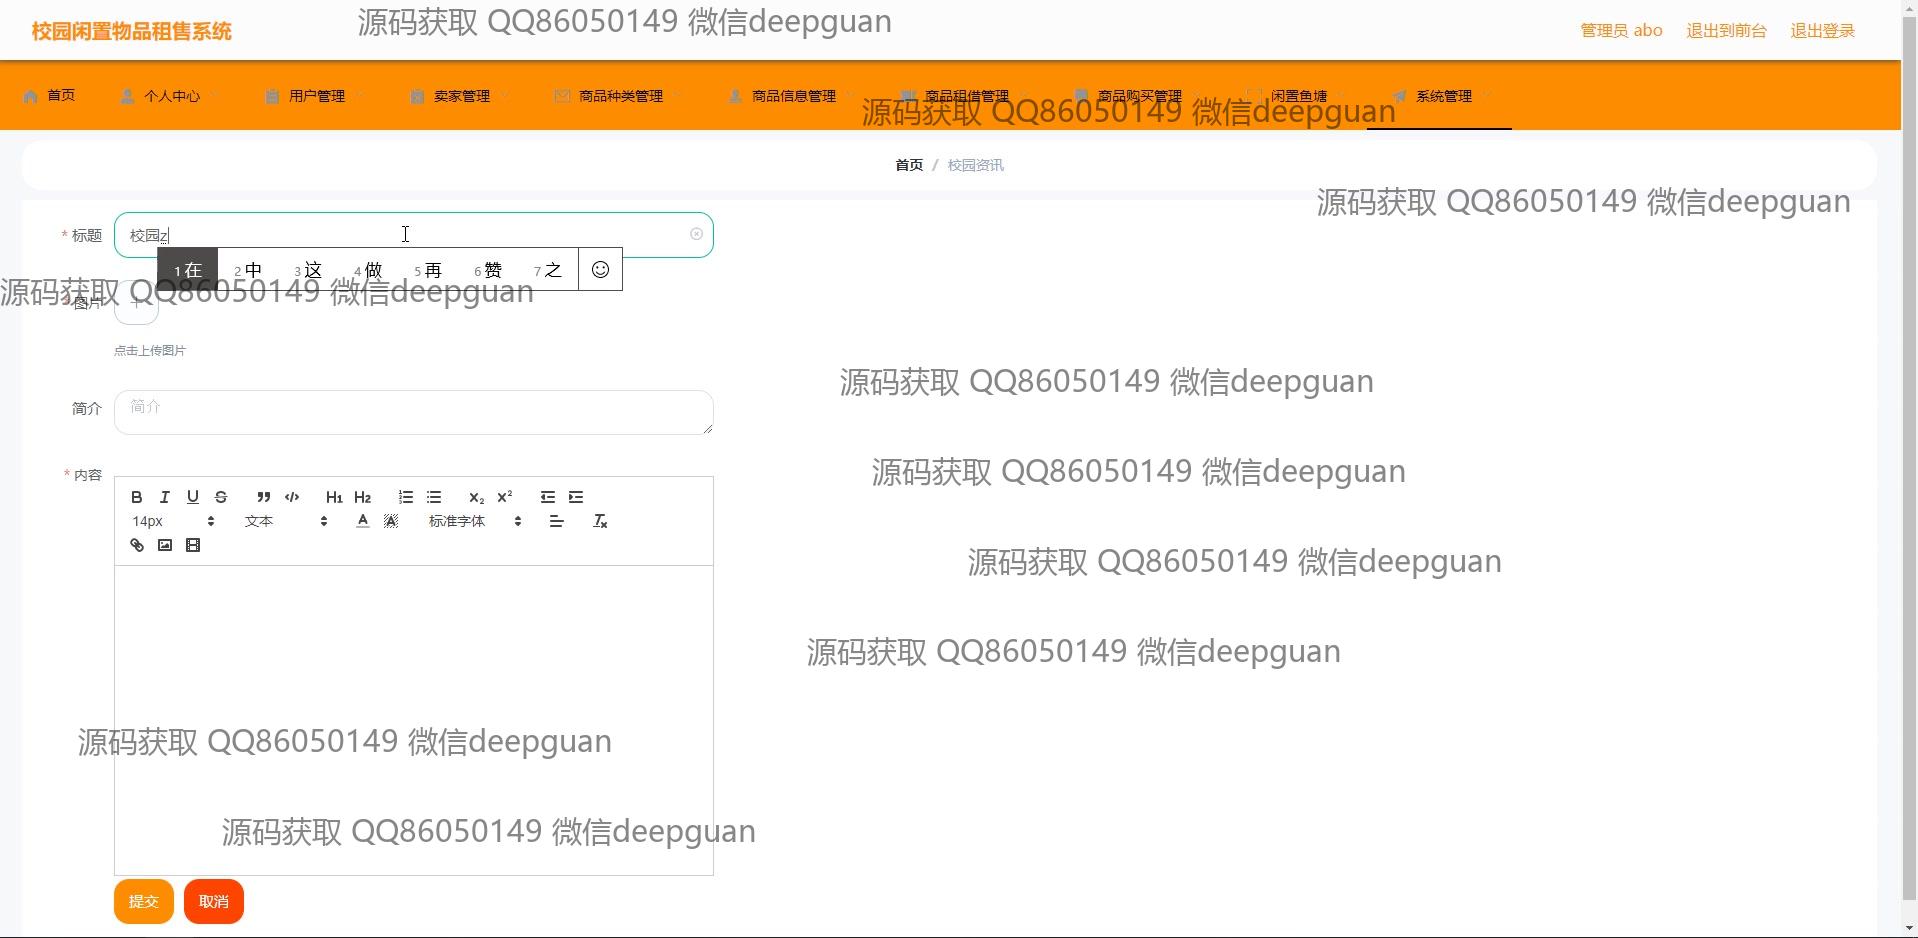 校园闲置物品租售系统
源码获取 QQ86050149 微信deepguan
管理员 abo 退出到前台 退出登录
首页 个人中心 用户管理 卖家管理 商品种类管理 商品信息管理 商品租借管理 商品购买管理 闲置鱼塘 系统管理
源码获取 QQ86050149 微信deepguan
首页 / 校园资讯
源码获取 QQ86050149 微信deepguan
* 标题 校园z
1 在 2 中 3 这 4 做 5 再 6 赞 7 之
源码获取 QQ86050149 微信deepguan
* 图片 +
点击上传图片
源码获取 QQ86050149 微信deepguan
简介 简介
源码获取 QQ86050149 微信deepguan
* 内容
B I U S H1 H2 X2 X2
14px 文本 A A 标准字体 Tx
源码获取 QQ86050149 微信deepguan
源码获取 QQ86050149 微信deepguan
源码获取 QQ86050149 微信deepguan
源码获取 QQ86050149 微信deepguan
提交 取消